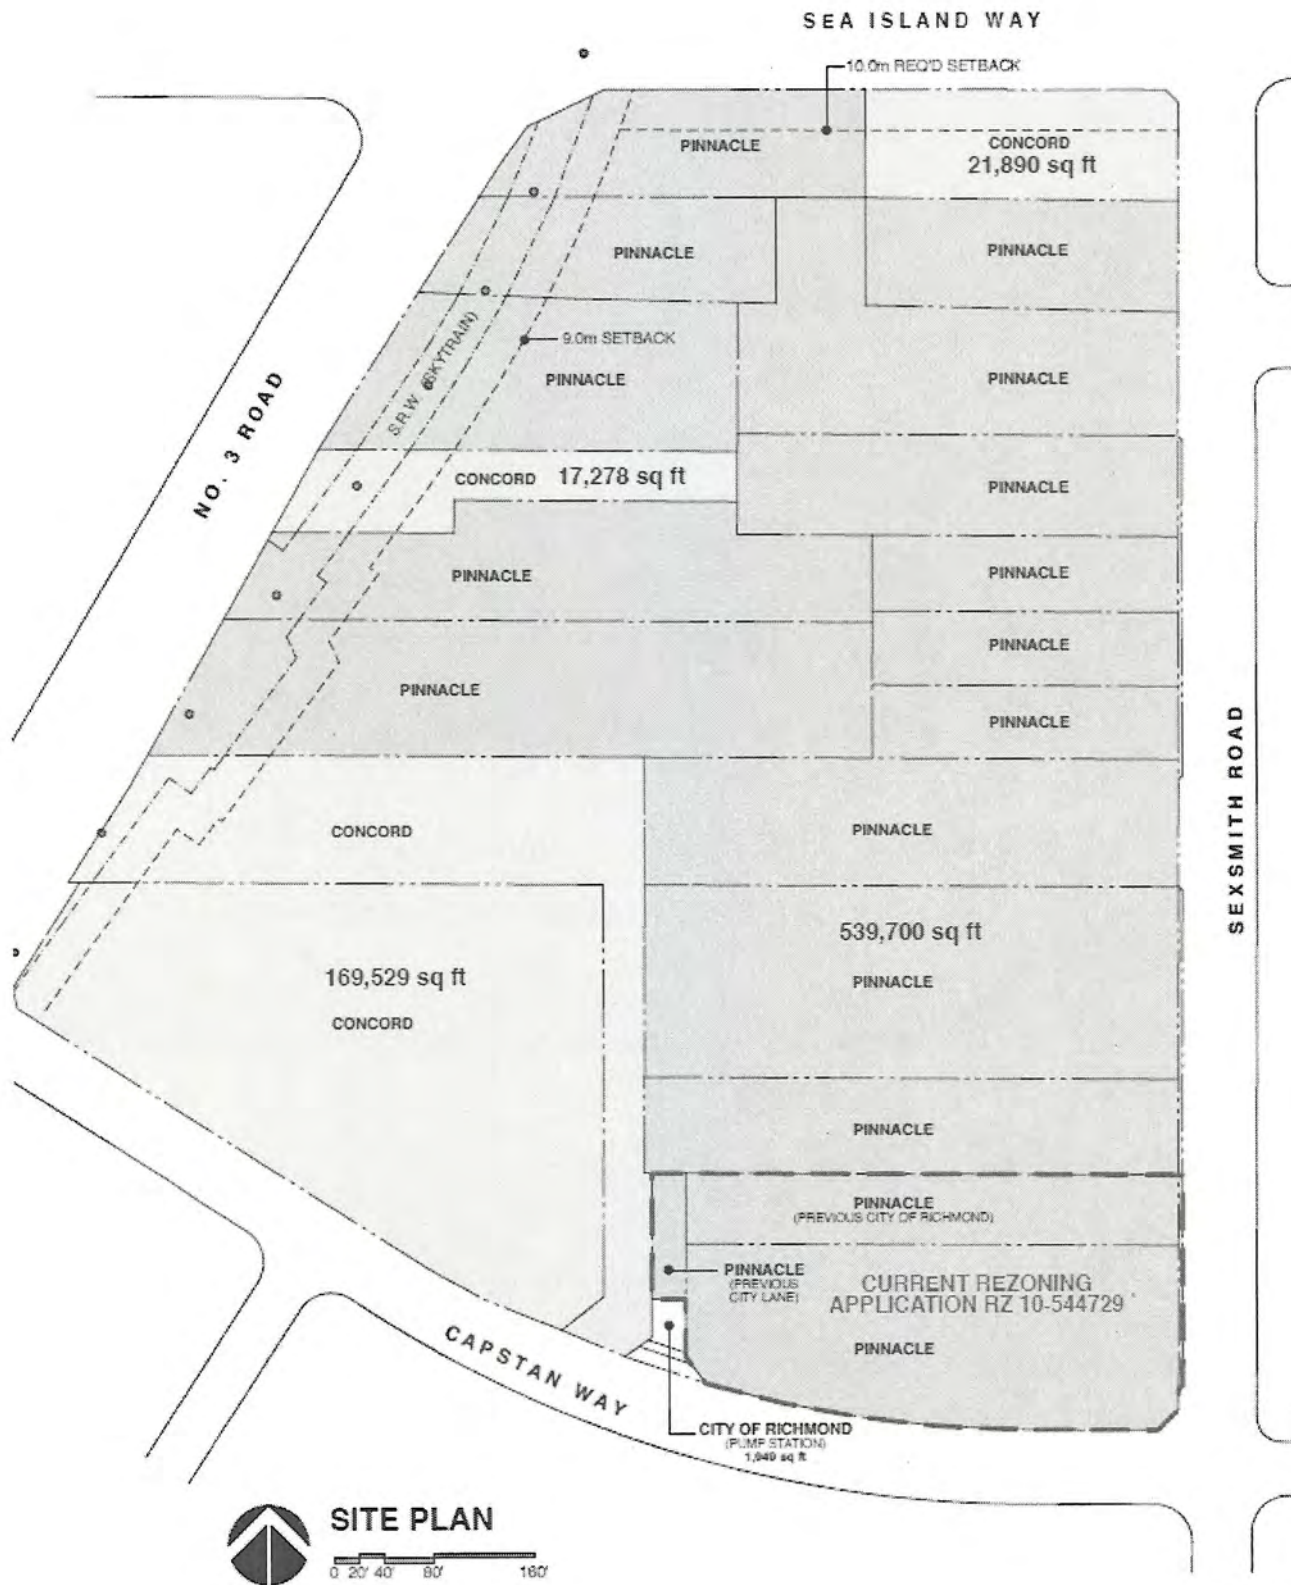 SEA ISLAND WAY
10.0m REQ'D SETBACK
PINNACLE
CONCORD
21,890 sq ft
PINNACLE
PINNACLE
S.R.W. (SKYTRAIN)
9.0m SETBACK
PINNACLE
PINNACLE
NO. 3 ROAD
CONCORD 17,278 sq ft
PINNACLE
PINNACLE
PINNACLE
PINNACLE
PINNACLE
PINNACLE
SEXSMITH ROAD
CONCORD
PINNACLE
539,700 sq ft
PINNACLE
169,529 sq ft
CONCORD
PINNACLE
PINNACLE
(PREVIOUS CITY OF RICHMOND)
PINNACLE
(PREVIOUS
CITY LANE)
CURRENT REZONING
APPLICATION RZ 10-544729
PINNACLE
CAPSTAN WAY
CITY OF RICHMOND
(PUMP STATION)
1,949 sq ft
SITE PLAN
0 20' 40' 80' 160'